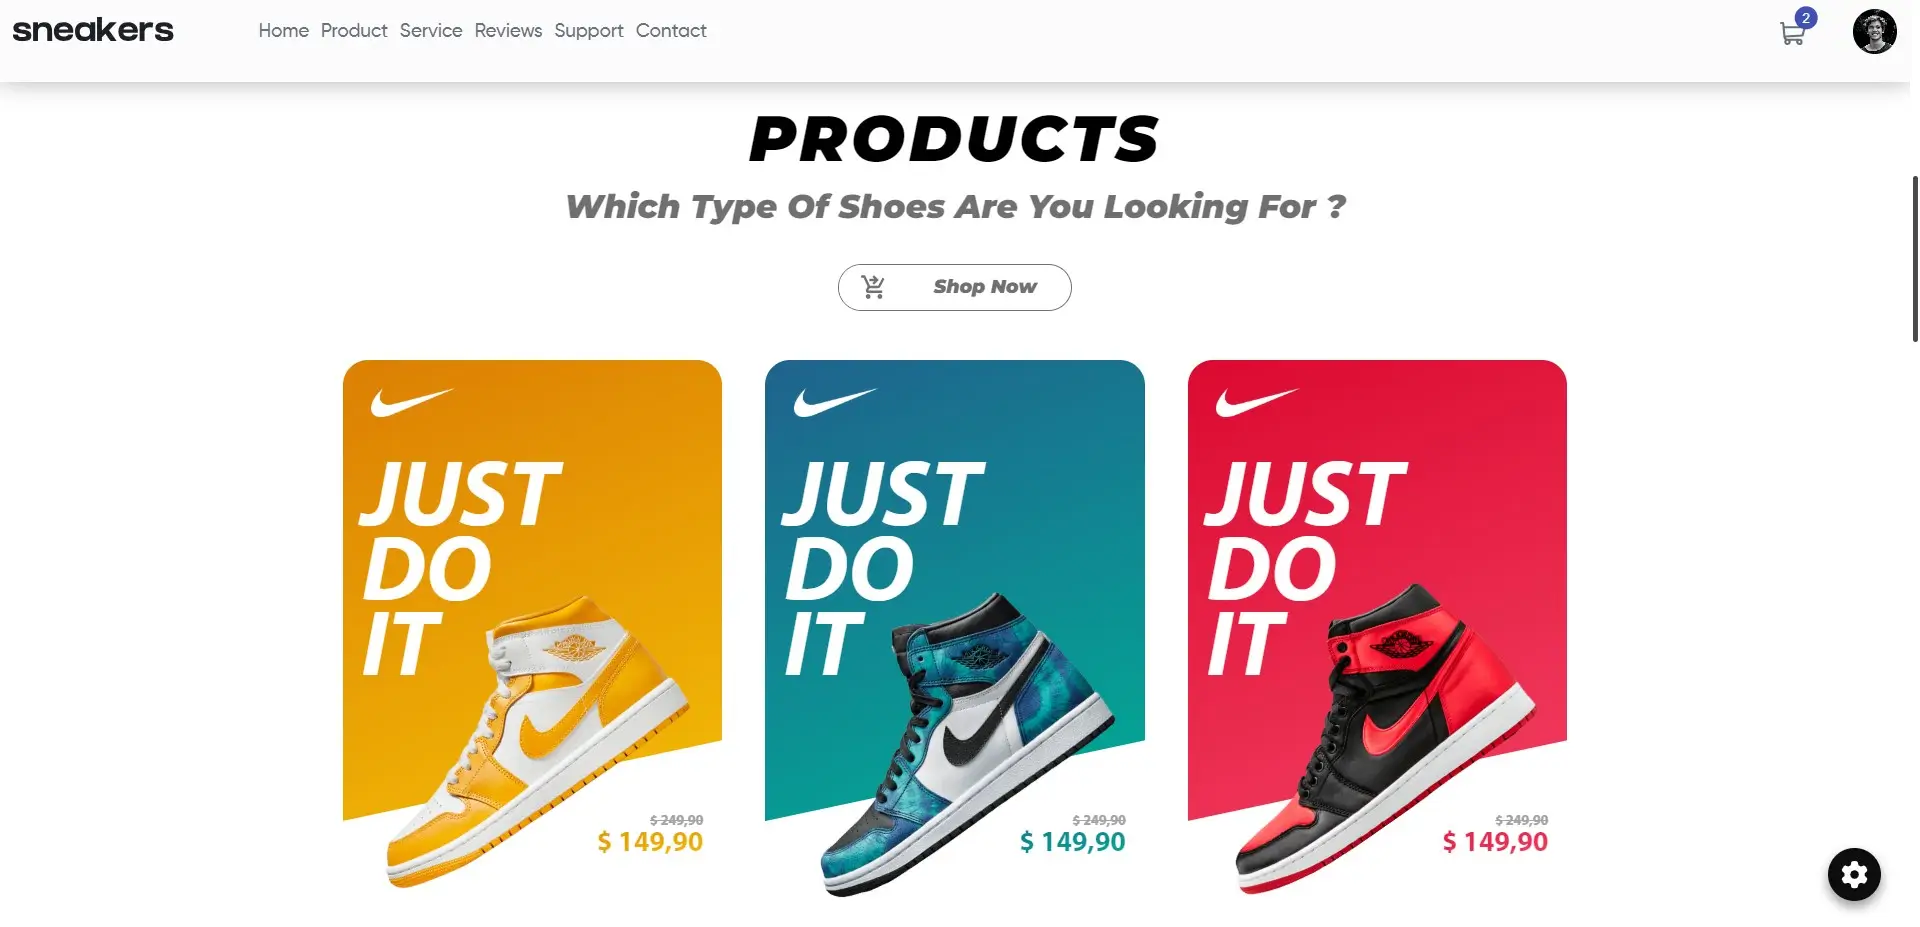 sneakers
Home Product Service Reviews Support Contact
2
PRODUCTS
Which Type Of Shoes Are You Looking For ?
Shop Now
JUST
DO
IT
$ 249,90
$ 149,90
JUST
DO
IT
$ 249,90
$ 149,90
JUST
DO
IT
$ 249,90
$ 149,90